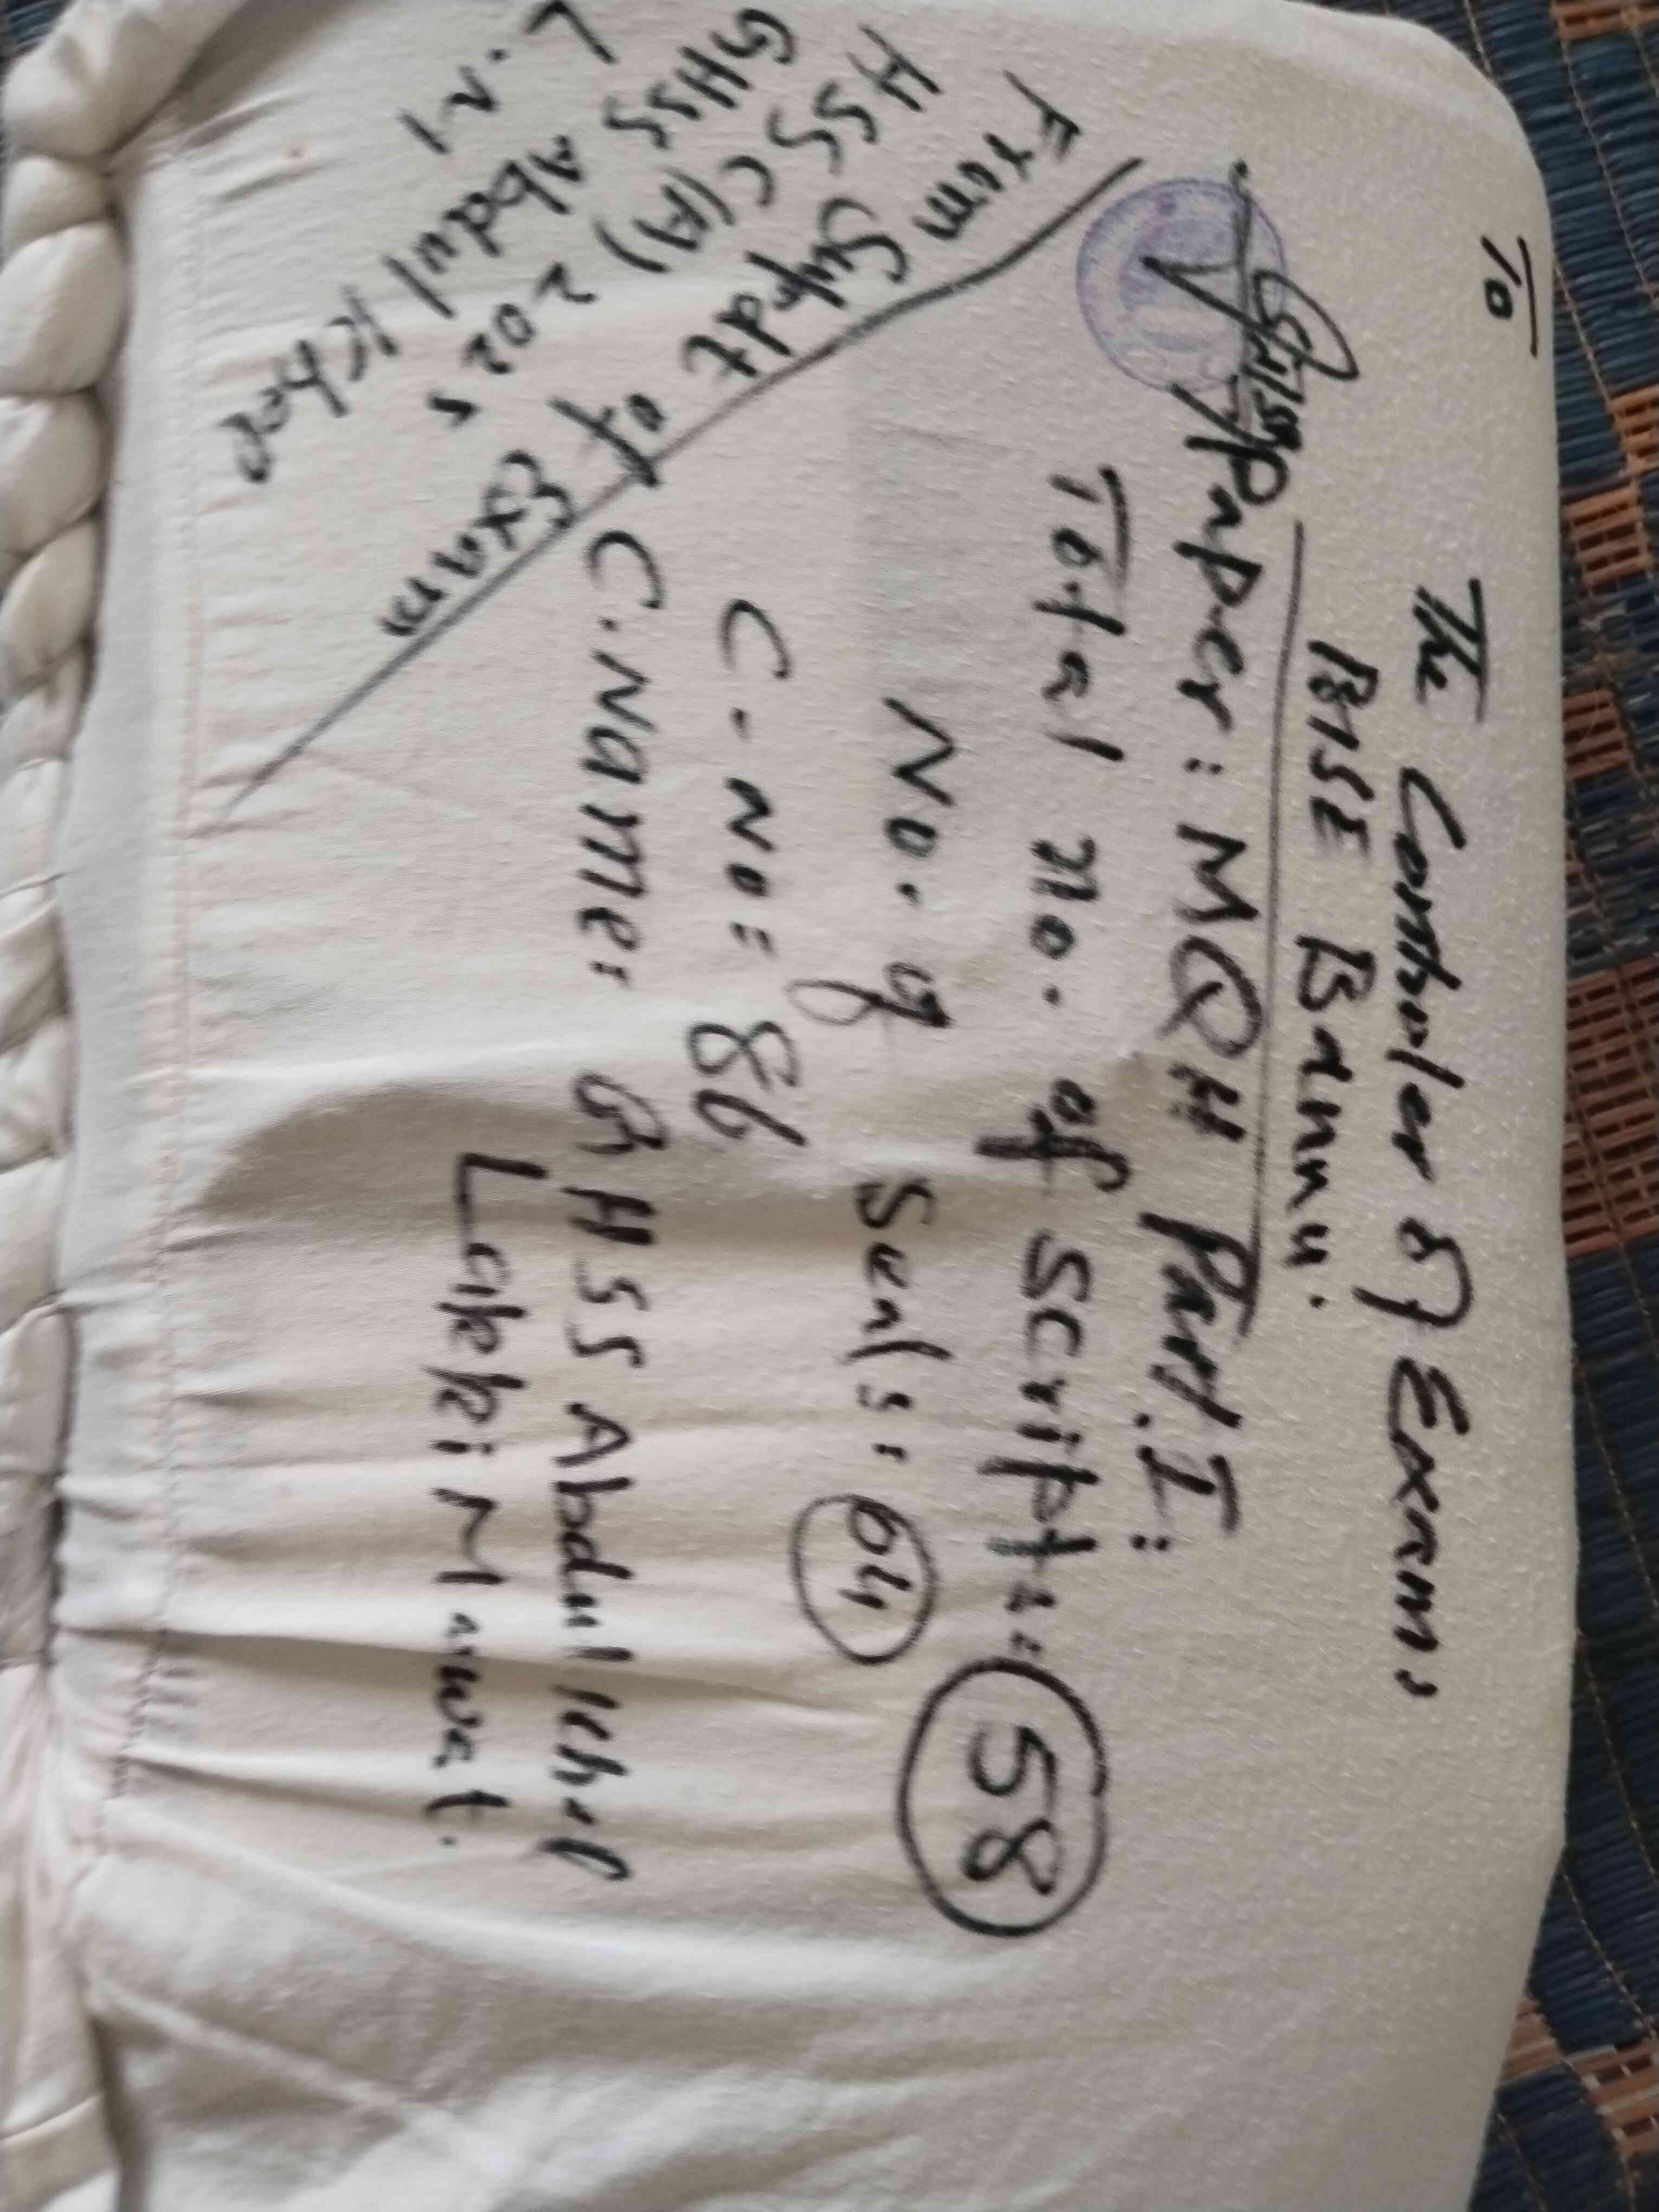 To
The Controler of Exams
BISE Bannu.
Paper: MQH Part.I:
Total no. of scripts: 58
No. of Seals: 04
C. No: 86
C. Name: GHSS Abdul Khel
Lakki Marwat.
From Supdt of Exam
HSSC(A) 2025
GHSS Abdul Khel
L.M